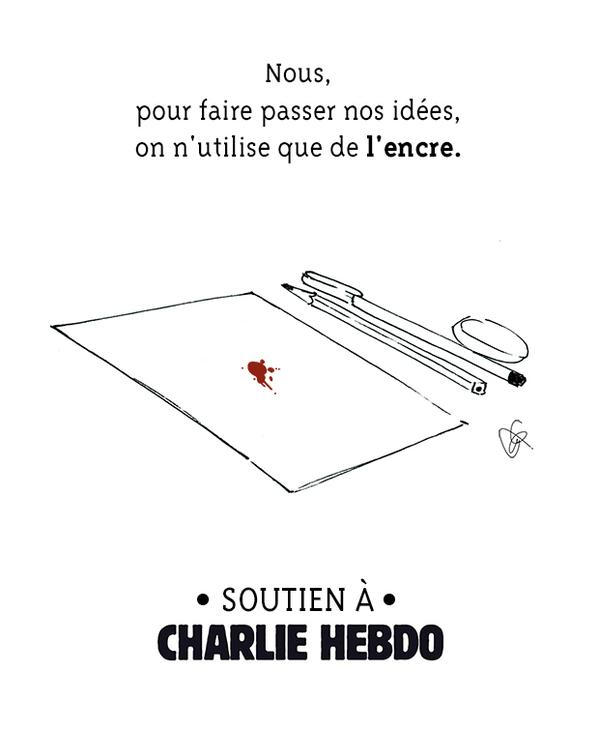 Nous,
pour faire passer nos idées,
on n'utilise que de l'encre.
• SOUTIEN À •
CHARLIE HEBDO